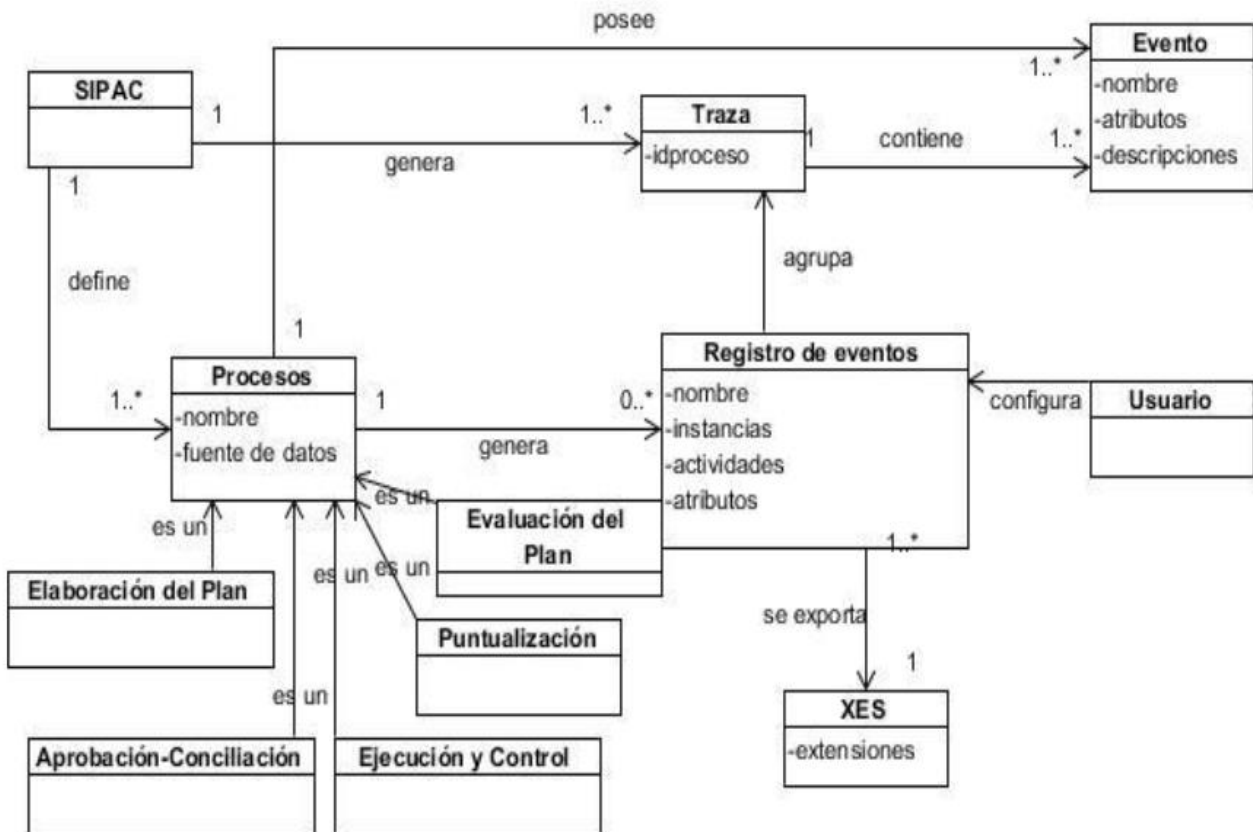 posee
Evento
-nombre
-atributos
-descripciones
1..*
SIPAC
1
1..*
genera
Traza
-idproceso
1
contiene
1..*
1
define
agrupa
1
1..*
Procesos
-nombre
-fuente de datos
1
0..*
genera
Registro de eventos
-nombre
-instancias
-actividades
-atributos
1..*
configura
Usuario
es un
es un
Evaluación del
Plan
es un
es un
Elaboración del Plan
Puntualización
se exporta
1
es un
XES
-extensiones
Aprobación-Conciliación
Ejecución y Control